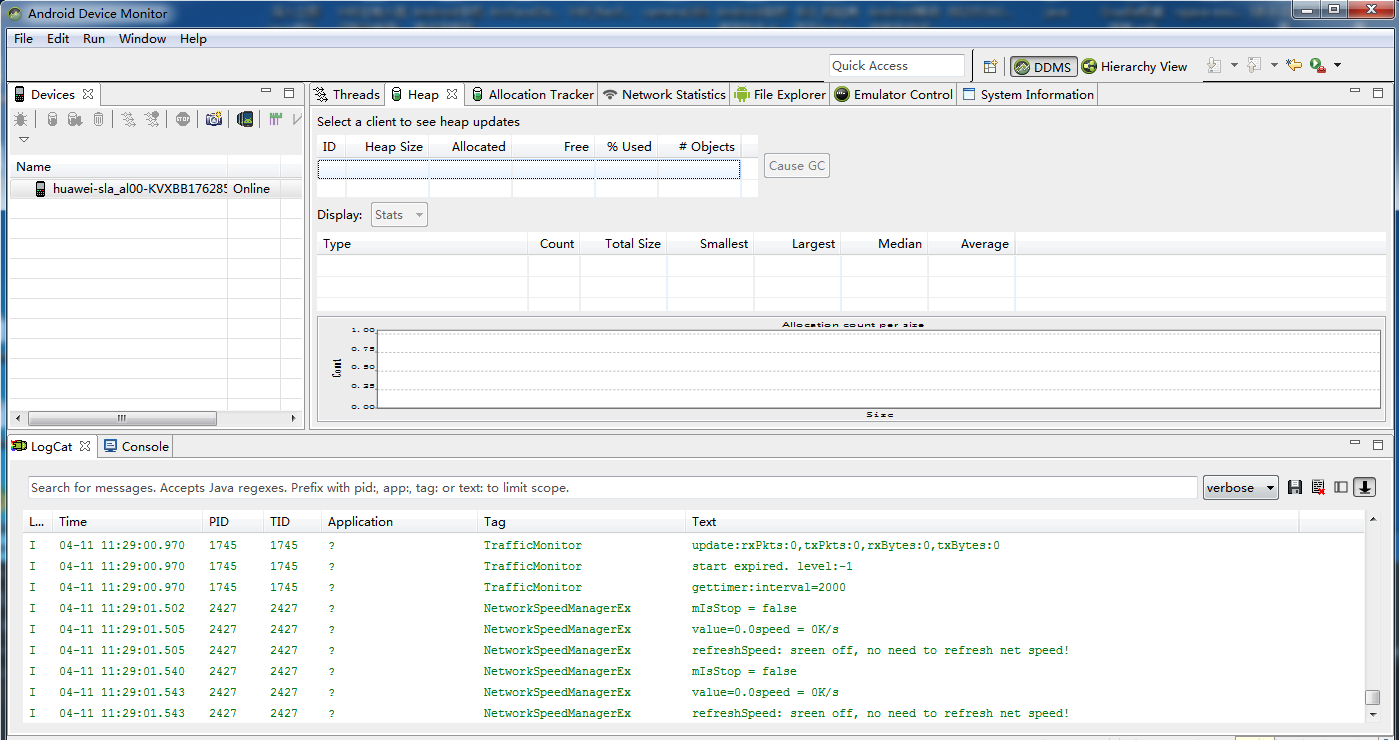 Android Device Monitor
File Edit Run Window Help
Quick Access DDMS Hierarchy View
Devices
Threads Heap Allocation Tracker Network Statistics File Explorer Emulator Control System Information
Select a client to see heap updates
ID Heap Size Allocated Free % Used # Objects
Cause GC
Name
huawei-sla_al00-KVXBB176285 Online
Display: Stats
Type Count Total Size Smallest Largest Median Average
Allocation count per size
1.00
0.75
0.50
0.25
0.00
Count
Size
LogCat Console
Search for messages. Accepts Java regexes. Prefix with pid:, app:, tag: or text: to limit scope. verbose
L... Time PID TID Application Tag Text
I 04-11 11:29:00.970 1745 1745 ? TrafficMonitor update:rxPkts:0,txPkts:0,rxBytes:0,txBytes:0
I 04-11 11:29:00.970 1745 1745 ? TrafficMonitor start expired. level:-1
I 04-11 11:29:00.970 1745 1745 ? TrafficMonitor gettimer:interval=2000
I 04-11 11:29:01.502 2427 2427 ? NetworkSpeedManagerEx mIsStop = false
I 04-11 11:29:01.505 2427 2427 ? NetworkSpeedManagerEx value=0.0speed = 0K/s
I 04-11 11:29:01.505 2427 2427 ? NetworkSpeedManagerEx refreshSpeed: sreen off, no need to refresh net speed!
I 04-11 11:29:01.540 2427 2427 ? NetworkSpeedManagerEx mIsStop = false
I 04-11 11:29:01.543 2427 2427 ? NetworkSpeedManagerEx value=0.0speed = 0K/s
I 04-11 11:29:01.543 2427 2427 ? NetworkSpeedManagerEx refreshSpeed: sreen off, no need to refresh net speed!